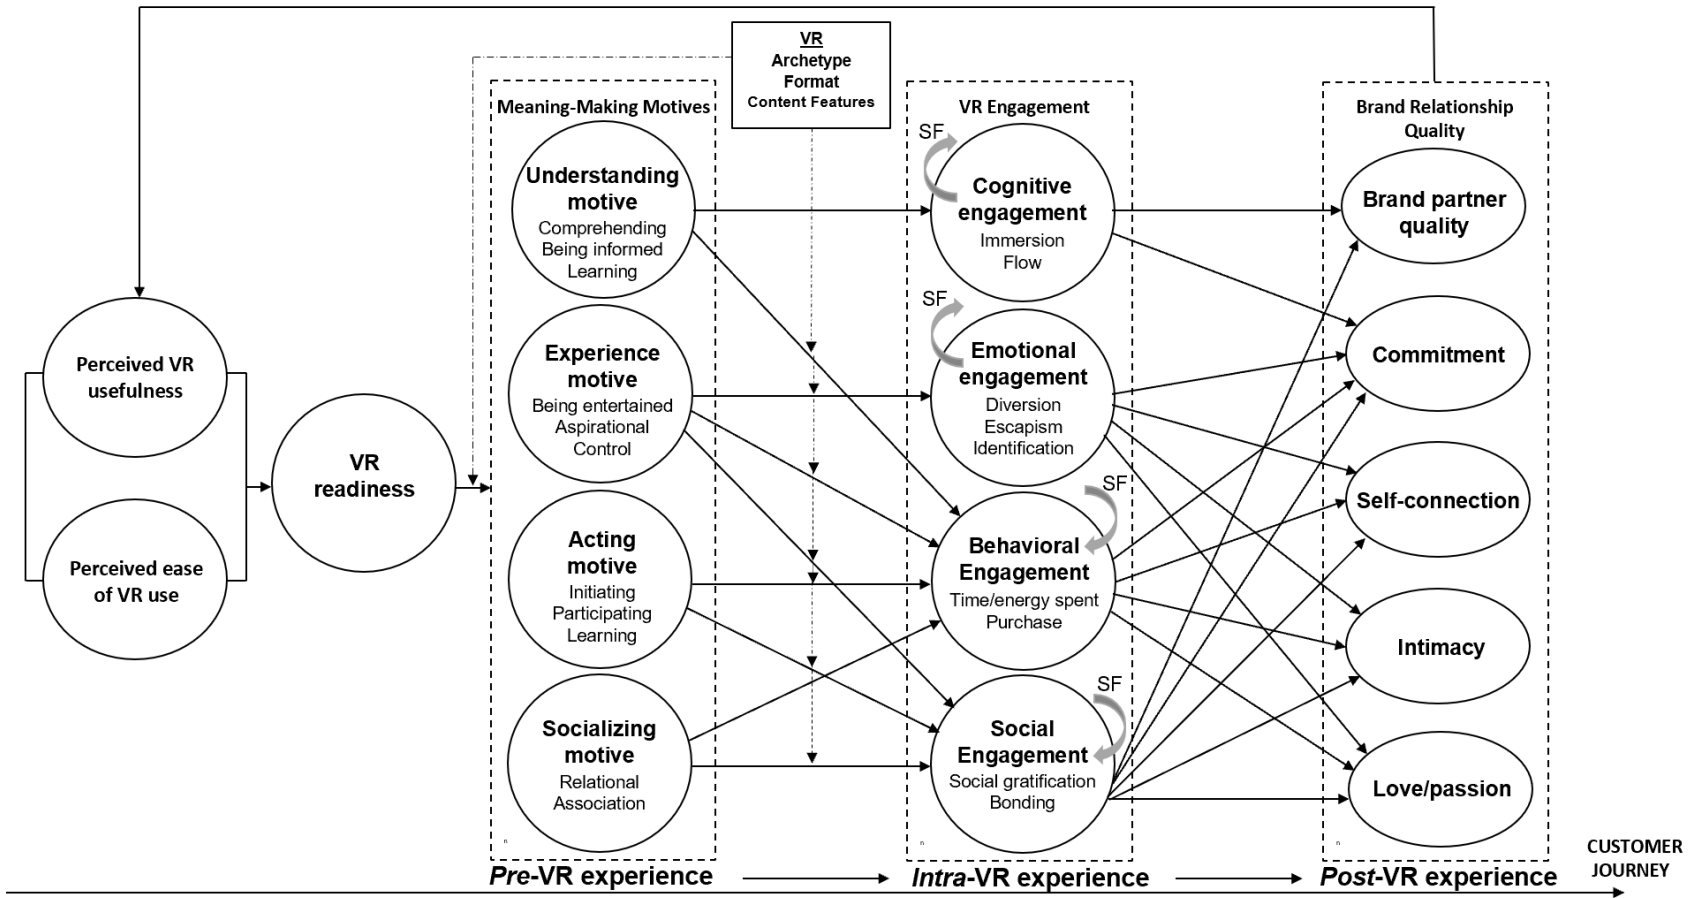 VR
Archetype
Format
Content Features
Meaning-Making Motives
Understanding
motive
Comprehending
Being informed
Learning
Experience
motive
Being entertained
Aspirational
Control
Acting
motive
Initiating
Participating
Learning
Socializing
motive
Relational
Association
n
Perceived VR
usefulness
Perceived ease
of VR use
VR
readiness
VR Engagement
SF
Cognitive
engagement
Immersion
Flow
SF
Emotional
engagement
Diversion
Escapism
Identification
SF
Behavioral
Engagement
Time/energy spent
Purchase
SF
Social
Engagement
Social gratification
Bonding
n
Brand Relationship
Quality
Brand partner
quality
Commitment
Self-connection
Intimacy
Love/passion
n
Pre-VR experience
Intra-VR experience
Post-VR experience
CUSTOMER
JOURNEY